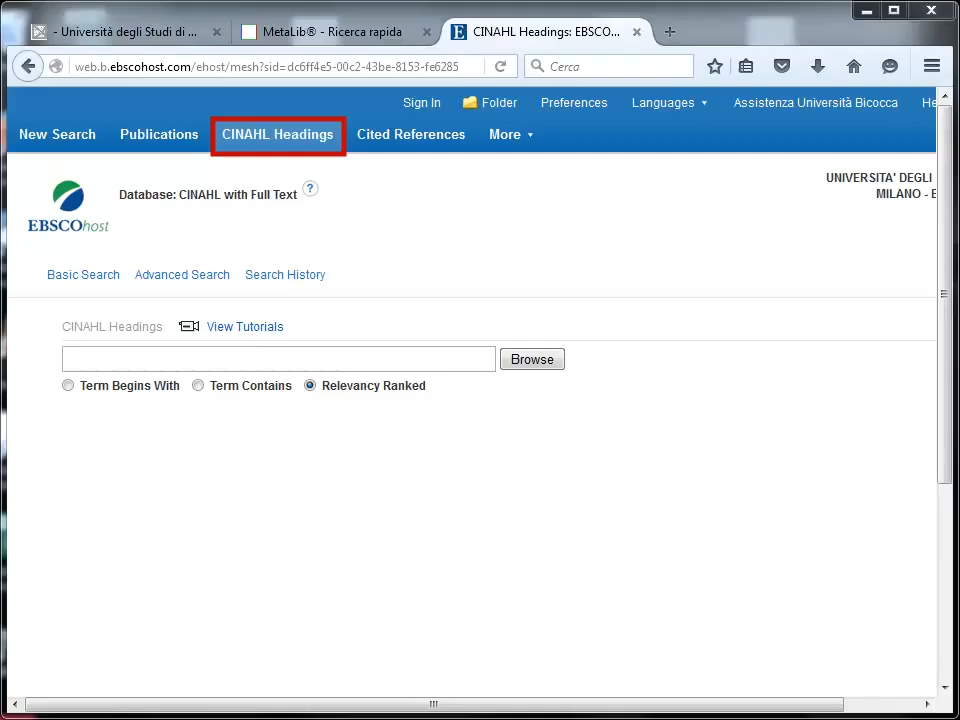 - Università degli Studi di ...
MetaLib® - Ricerca rapida
CINAHL Headings: EBSCO...
web.b.ebscohost.com/ehost/mesh?sid=dc6ff4e5-00c2-43be-8153-fe6285
Cerca
Sign In Folder Preferences Languages Assistenza Università Bicocca He
New Search Publications CINAHL Headings Cited References More
UNIVERSITA' DEGLI
MILANO - E
Database: CINAHL with Full Text ?
EBSCOhost
Basic Search Advanced Search Search History
CINAHL Headings View Tutorials
Browse
Term Begins With Term Contains Relevancy Ranked